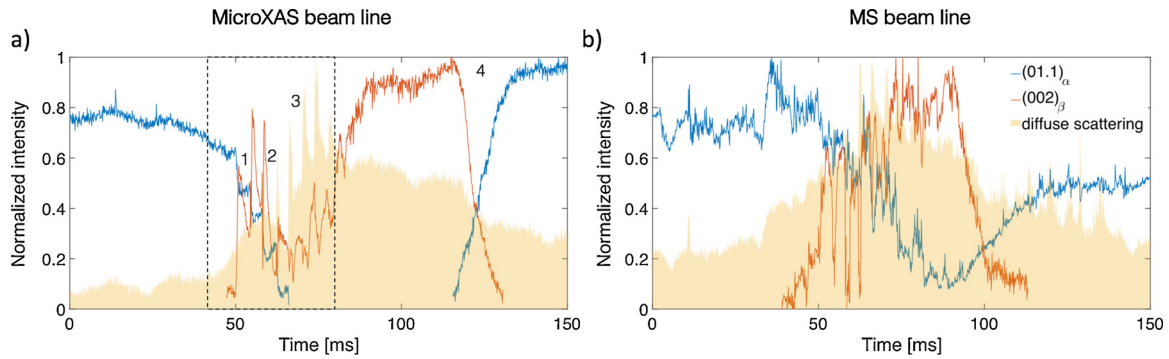 MicroXAS beam line
MS beam line
a)
b)
Normalized intensity
1
0.8
0.6
0.4
0.2
0
1
2
3
4
0
50
100
150
Time [ms]
Normalized intensity
1
0.8
0.6
0.4
0.2
0
(01.1)α
(002)β
diffuse scattering
0
50
100
150
Time [ms]